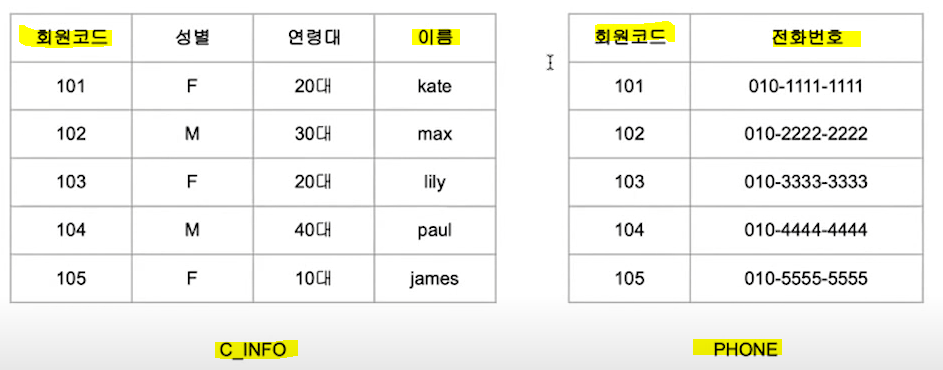 회원코드 성별 연령대 이름
101 F 20대 kate
102 M 30대 max
103 F 20대 lily
104 M 40대 paul
105 F 10대 james
C_INFO
회원코드 전화번호
101 010-1111-1111
102 010-2222-2222
103 010-3333-3333
104 010-4444-4444
105 010-5555-5555
PHONE